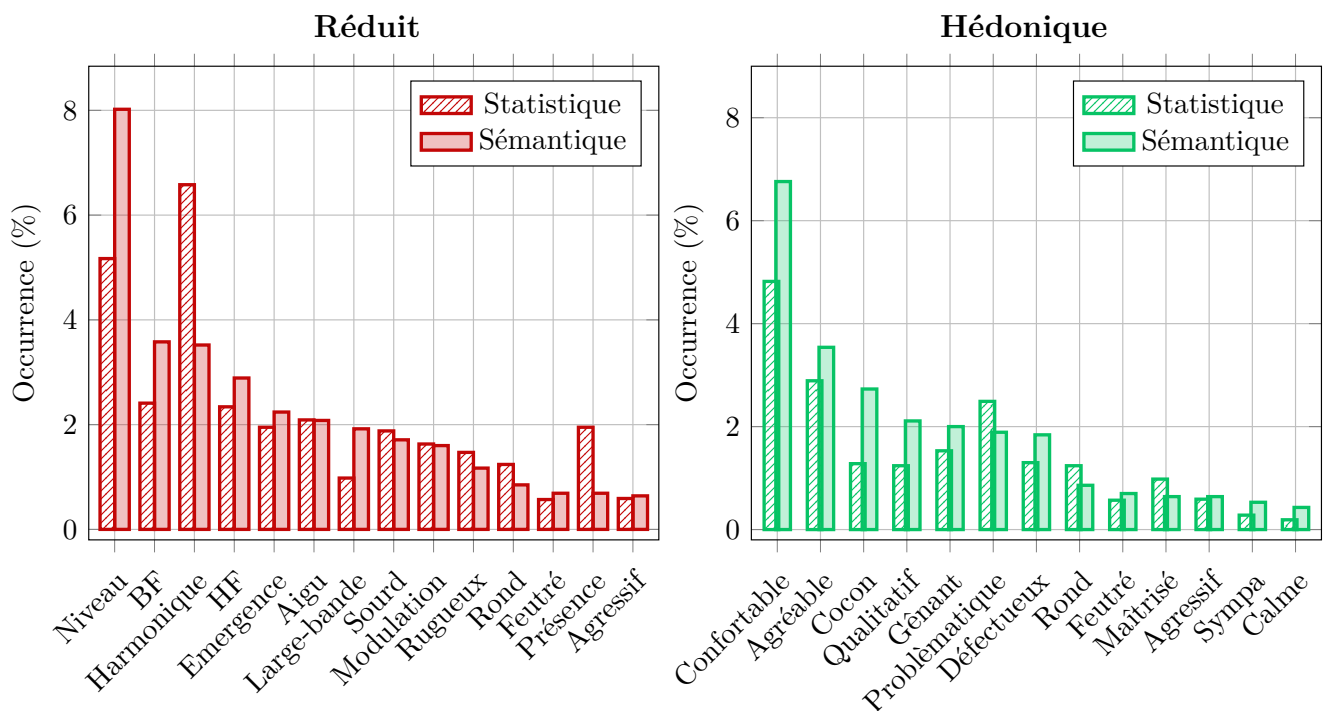 Réduit
Statistique
Sémantique
Occurrence (%)
8
6
4
2
0
Niveau
BF
Harmonique
HF
Emergence
Aigu
Large-bande
Sourd
Modulation
Rugueux
Rond
Feutré
Présence
Agressif
Hédonique
Statistique
Sémantique
Occurrence (%)
8
6
4
2
0
Confortable
Agréable
Cocon
Qualitatif
Gênant
Problèmatique
Défectueux
Rond
Feutré
Maîtrisé
Agressif
Sympa
Calme